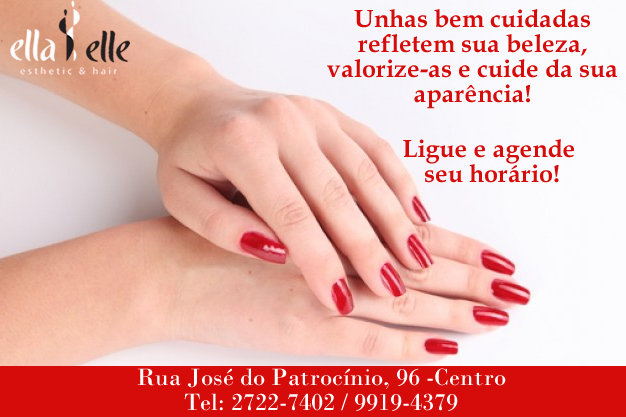 ella elle
esthetic & hair
Unhas bem cuidadas
refletem sua beleza,
valorize-as e cuide da sua
aparência!
Ligue e agende
seu horário!
Rua José do Patrocínio, 96 -Centro
Tel: 2722-7402 / 9919-4379